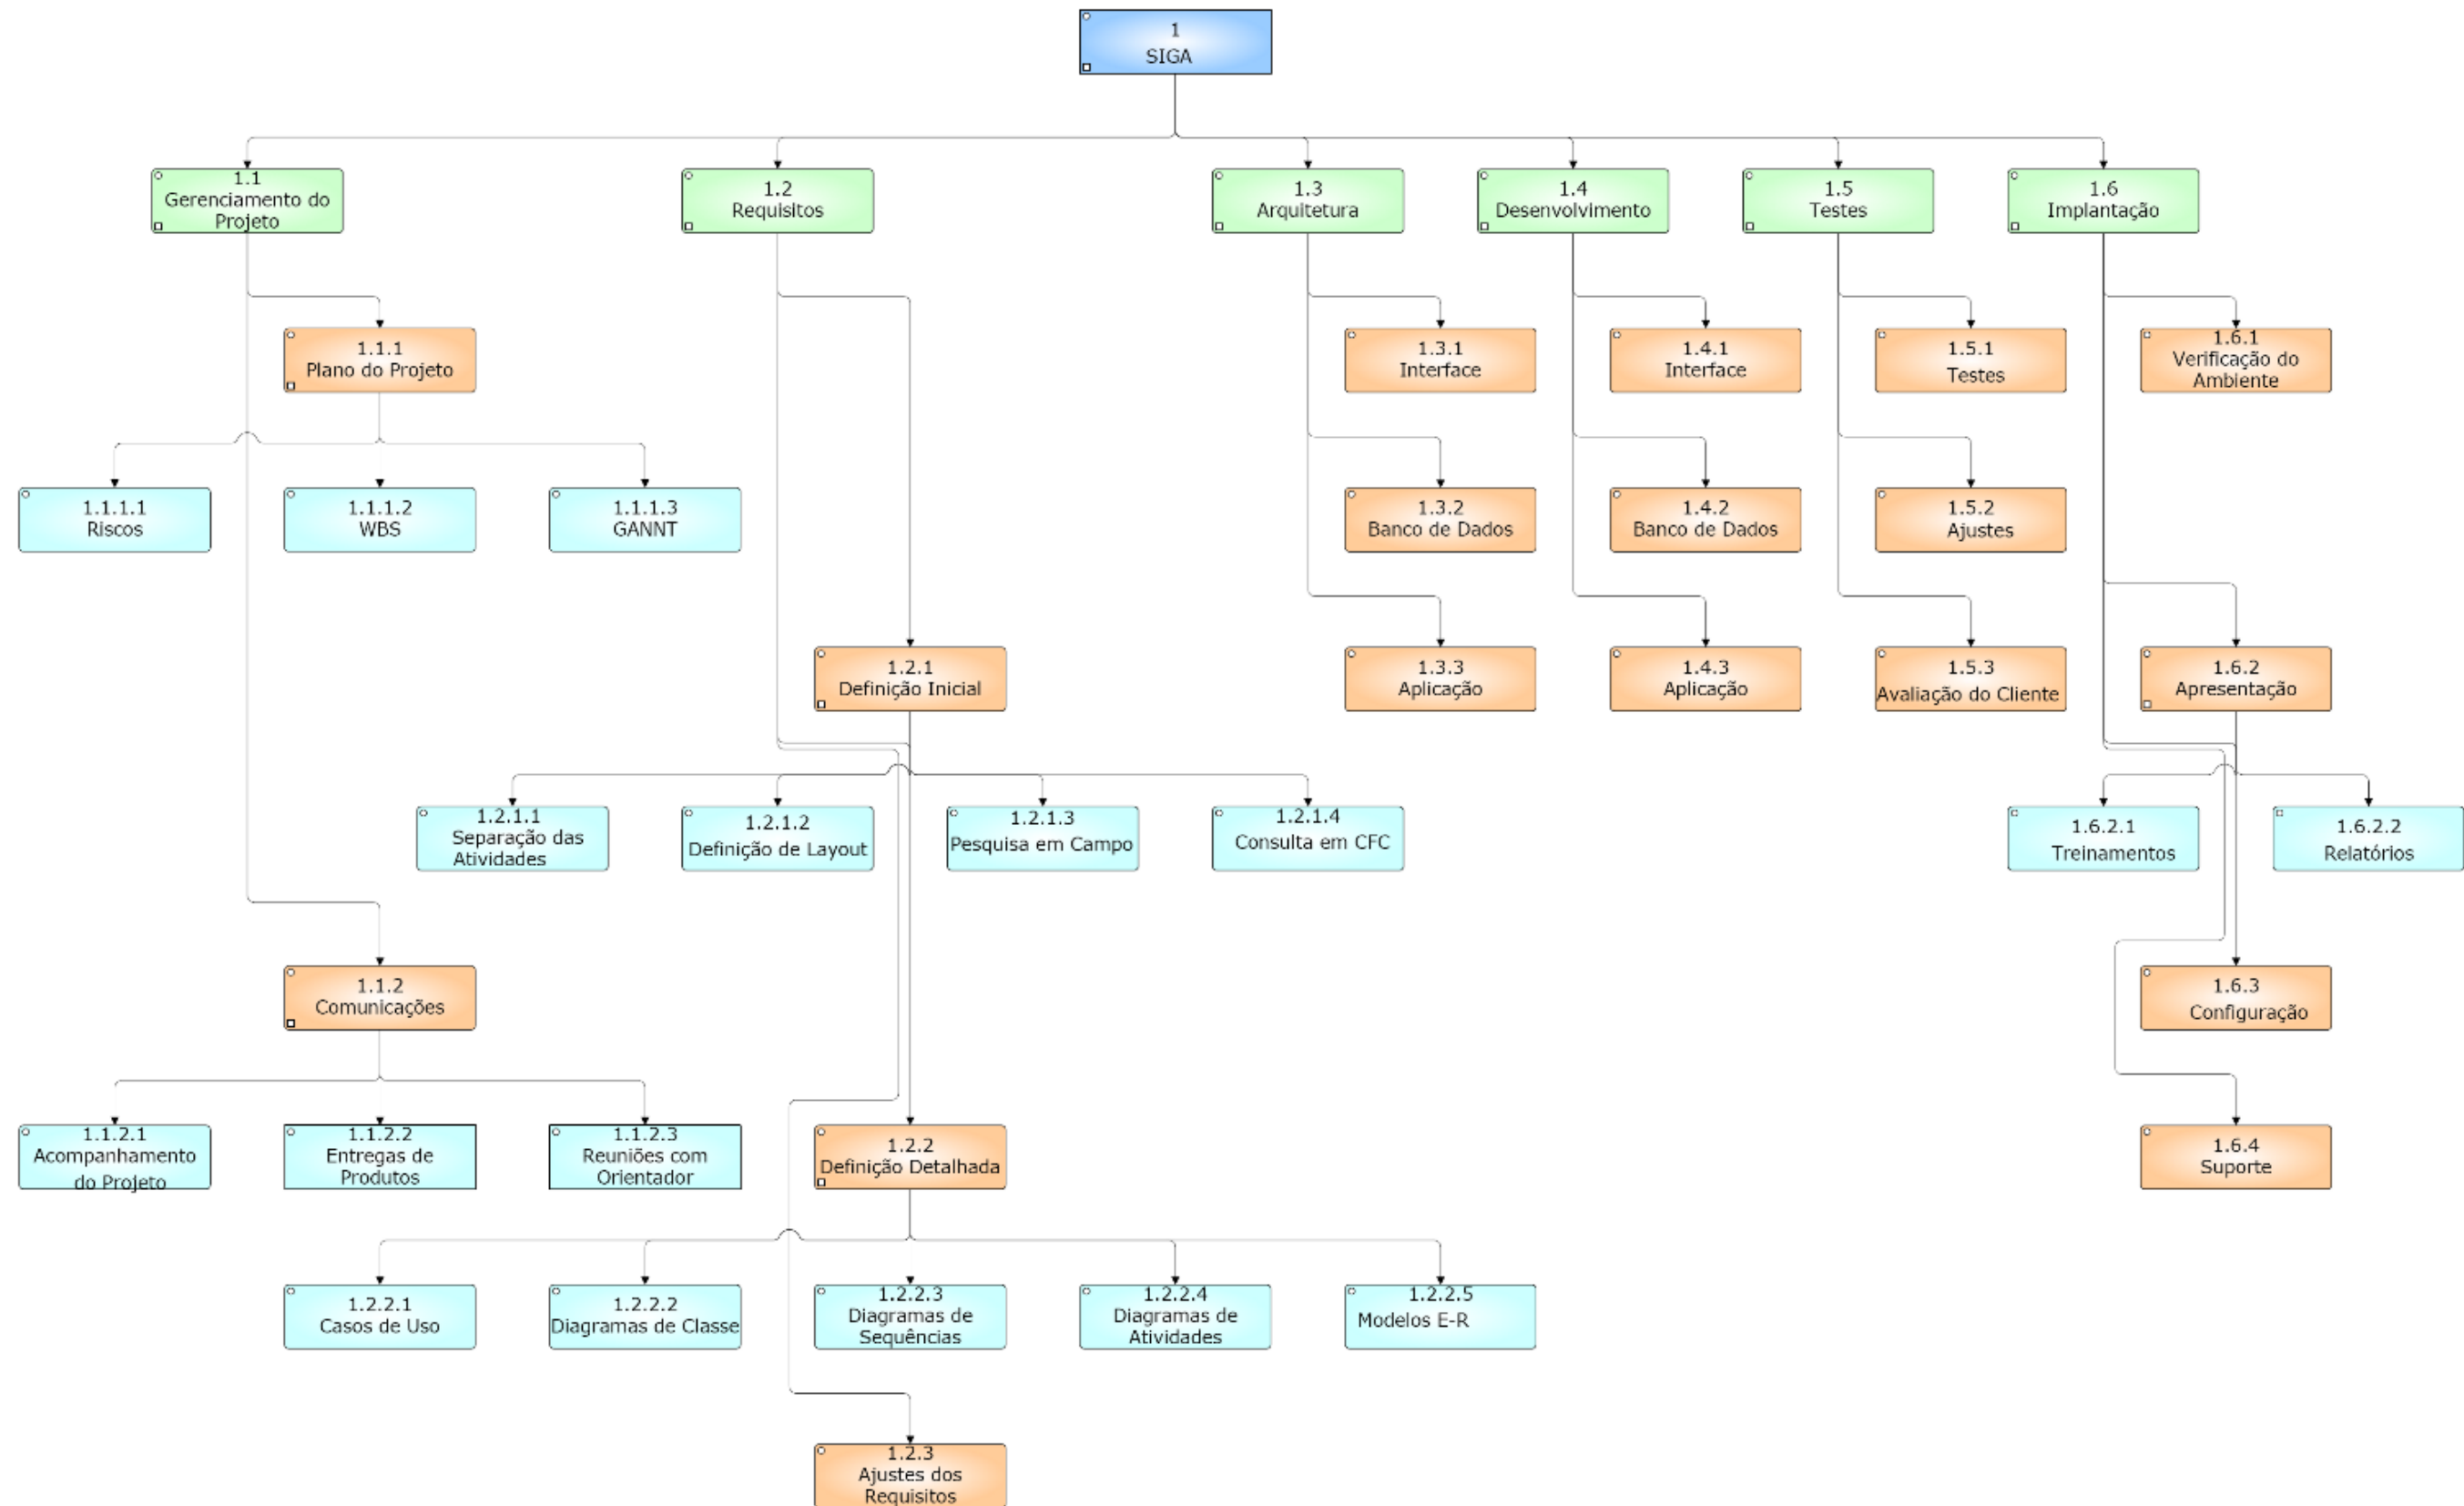 1
SIGA
1.1
Gerenciamento do
Projeto
1.2
Requisitos
1.3
Arquitetura
1.4
Desenvolvimento
1.5
Testes
1.6
Implantação
1.1.1
Plano do Projeto
1.3.1
Interface
1.4.1
Interface
1.5.1
Testes
1.6.1
Verificação do
Ambiente
1.1.1.1
Riscos
1.1.1.2
WBS
1.1.1.3
GANNT
1.3.2
Banco de Dados
1.4.2
Banco de Dados
1.5.2
Ajustes
1.2.1
Definição Inicial
1.3.3
Aplicação
1.4.3
Aplicação
1.5.3
Avaliação do Cliente
1.6.2
Apresentação
1.2.1.1
Separação das
Atividades
1.2.1.2
Definição de Layout
1.2.1.3
Pesquisa em Campo
1.2.1.4
Consulta em CFC
1.6.2.1
Treinamentos
1.6.2.2
Relatórios
1.1.2
Comunicações
1.6.3
Configuração
1.1.2.1
Acompanhamento
do Projeto
1.1.2.2
Entregas de
Produtos
1.1.2.3
Reuniões com
Orientador
1.2.2
Definição Detalhada
1.6.4
Suporte
1.2.2.1
Casos de Uso
1.2.2.2
Diagramas de Classe
1.2.2.3
Diagramas de
Sequências
1.2.2.4
Diagramas de
Atividades
1.2.2.5
Modelos E-R
1.2.3
Ajustes dos
Requisitos